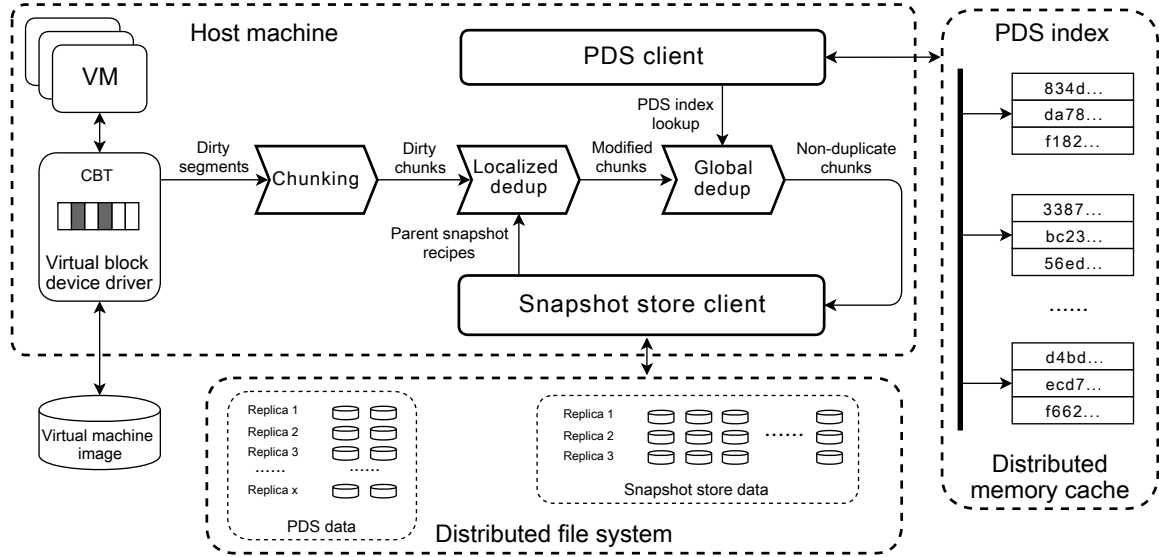 Host machine
VM
CBT
Virtual block
device driver
Virtual machine
image
Dirty
segments
Chunking
Dirty
chunks
Localized
dedup
Modified
chunks
Global
dedup
Non-duplicate
chunks
PDS client
PDS index
lookup
Parent snapshot
recipes
Snapshot store client
Replica 1
Replica 2
Replica 3
......
......
Replica x
PDS data
Replica 1
Replica 2
Replica 3
......
Snapshot store data
Distributed file system
PDS index
834d...
da78...
f182...
3387...
bc23...
56ed...
......
d4bd...
ecd7...
f662...
Distributed
memory cache